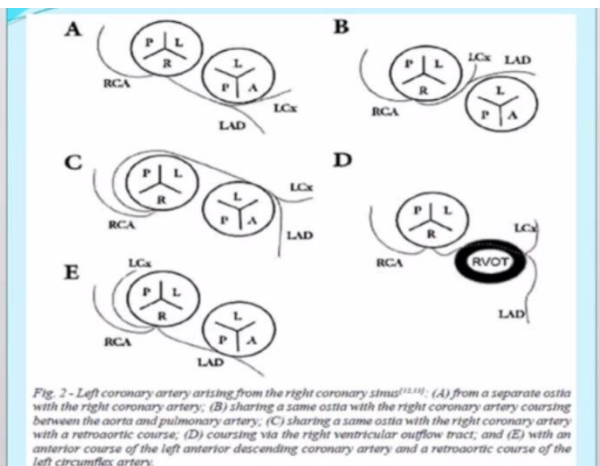 A
P L
R
RCA
L
P A
LCx
LAD
B
P L
R
RCA
LCx LAD
L
P A
C
P L
R
RCA
L
P A
LCx
LAD
D
P L
R
RCA
RVOT
LCx
LAD
E
LCx
P L
R
RCA
L
P A
LAD
Fig. 2 - Left coronary artery arising from the right coronary sinus[12,13]: (A) from a separate ostia
with the right coronary artery; (B) sharing a same ostia with the right coronary artery coursing
between the aorta and pulmonary artery; (C) sharing a same ostia with the right coronary artery
with a retroaortic course; (D) coursing via the right ventricular outflow tract; and (E) with an
anterior course of the left anterior descending coronary artery and a retroaortic course of the
left circumflex artery.